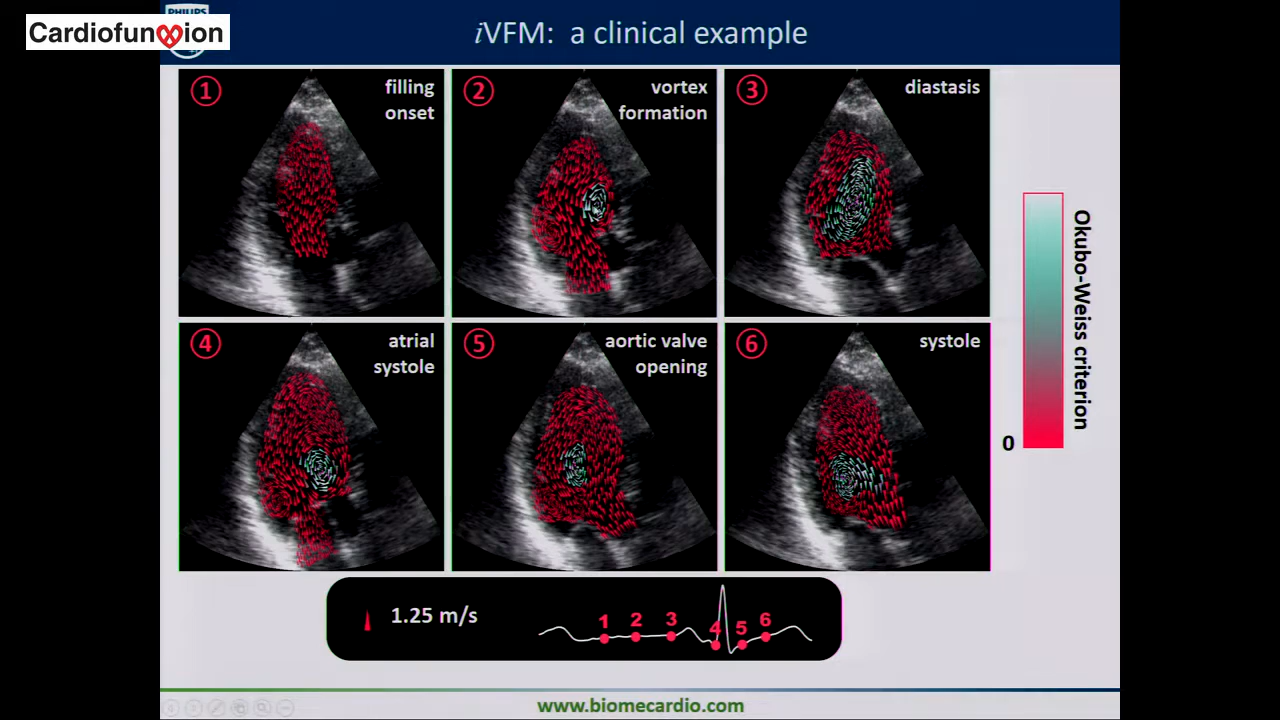 PHILIPS
Cardiofunxion
iVFM: a clinical example
1
filling
onset
2
vortex
formation
3
diastasis
4
atrial
systole
5
aortic valve
opening
6
systole
Okubo-Weiss criterion
0
1.25 m/s
1 2 3 4 5 6
www.biomecardio.com